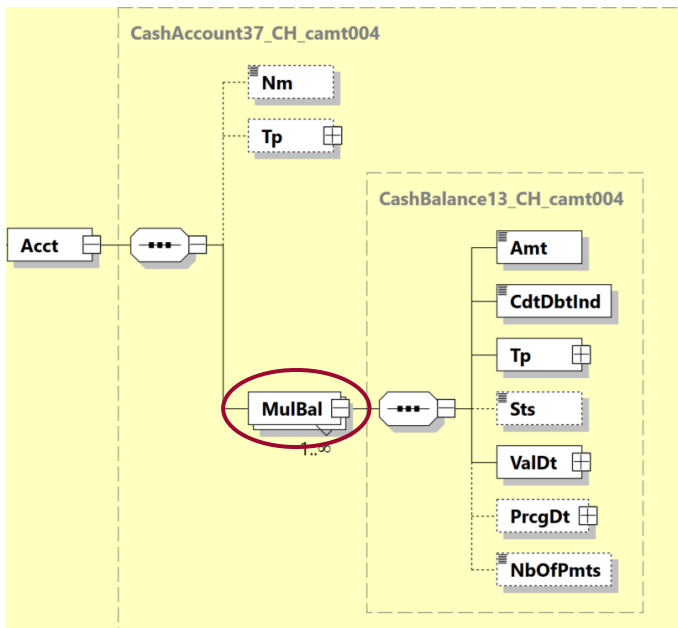 CashAccount37_CH_camt004
Nm
Tp
CashBalance13_CH_camt004
Acct
Amt
CdtDbtInd
Tp
MulBal
Sts
1..∞
ValDt
PrcgDt
NbOfPmts